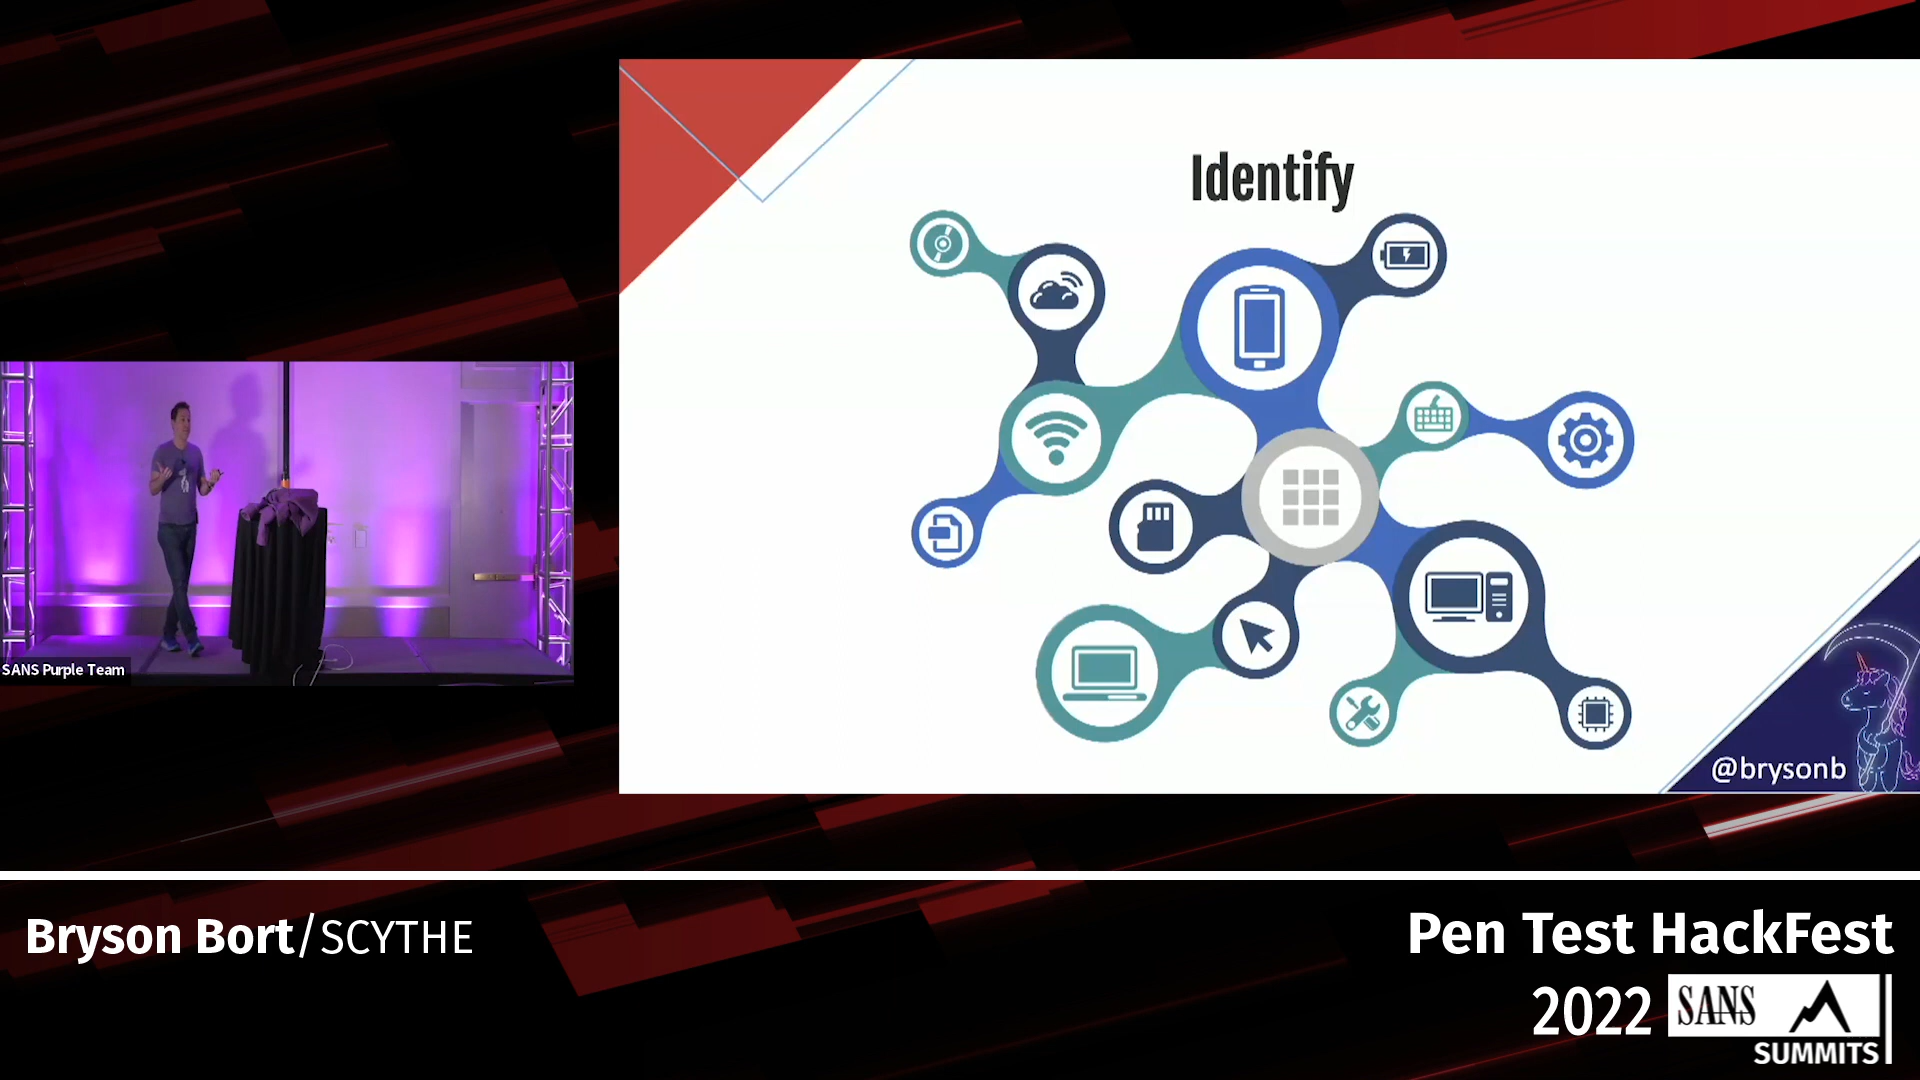 Identify
@brysonb
SANS Purple Team
Bryson Bort/SCYTHE
Pen Test HackFest
2022
SANS
SUMMITS